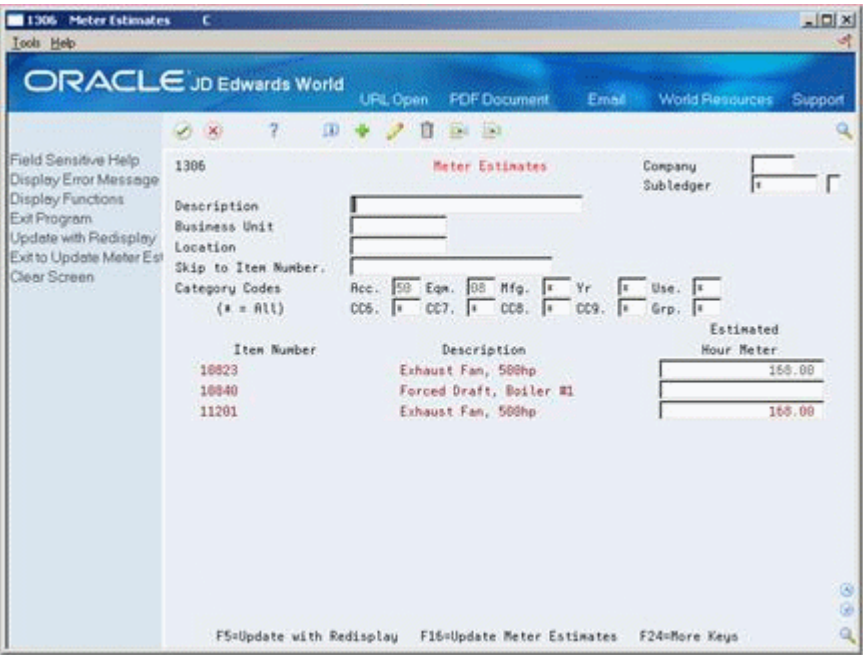 1306 Meter Estimates C
Tools Help
ORACLE JD Edwards World
URL Open PDF Document Email World Resources Support
?
Field Sensitive Help
Display Error Message
Display Functions
Exit Program
Update with Redisplay
Exit to Update Meter Est
Clear Screen
1306 Meter Estimates Company
Subledger *
Description
Business Unit
Location
Skip to Item Number.
Category Codes Acc. 50 Eqm. 08 Mfg. * Yr * Use. *
(* = All) CC6. * CC7. * CC8. * CC9. * Grp. *
Estimated
Item Number Description Hour Meter
10823 Exhaust Fan, 500hp 168.00
10840 Forced Draft, Boiler #1
11201 Exhaust Fan, 500hp 168.00
F5=Update with Redisplay F16=Update Meter Estimates F24=More Keys